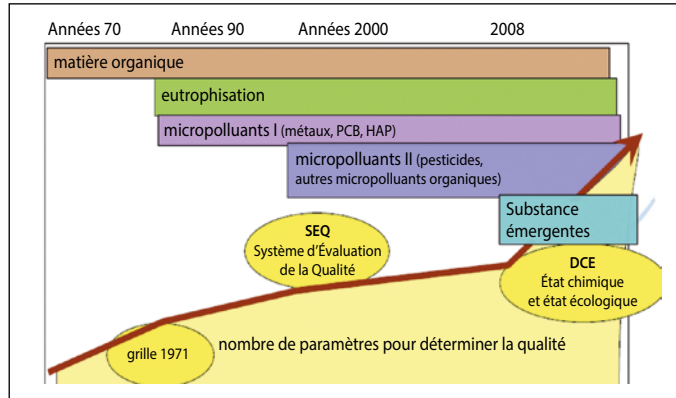 Années 70 Années 90 Années 2000 2008
matière organique
eutrophisation
micropolluants I (métaux, PCB, HAP)
micropolluants II (pesticides,
autres micropolluants organiques)
Substance
émergentes
SEQ
Système d’Évaluation
de la Qualité
DCE
État chimique
et état écologique
grille 1971
nombre de paramètres pour déterminer la qualité